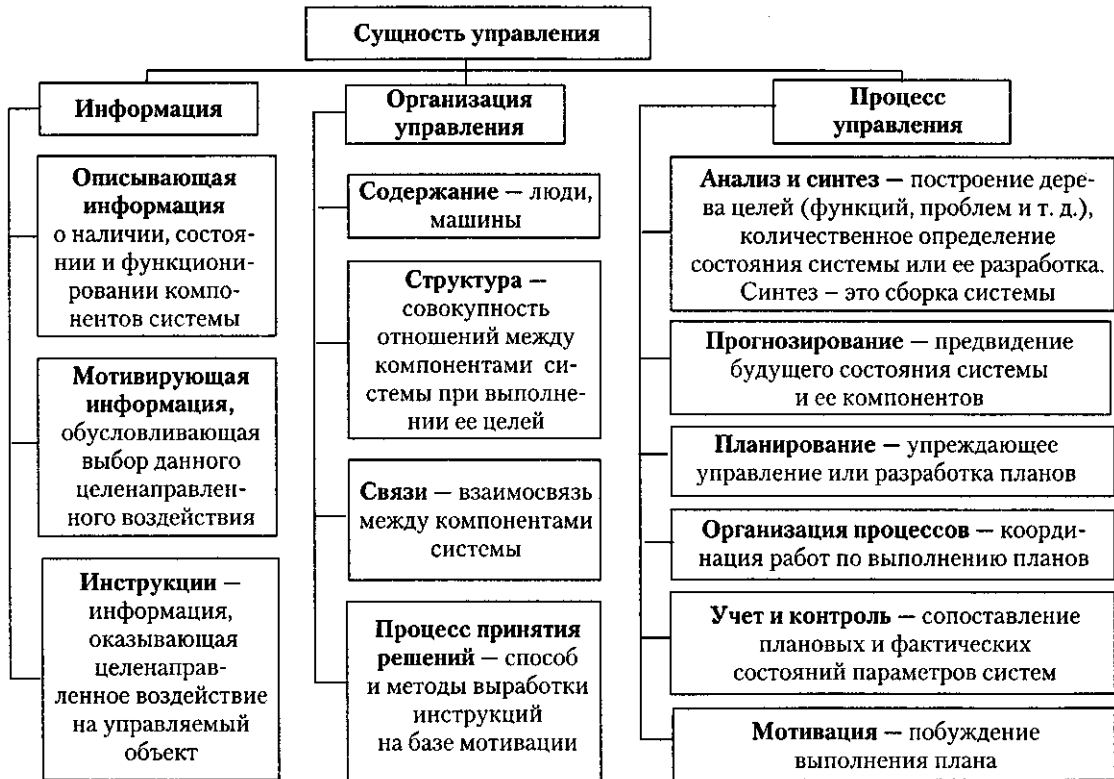 Сущность управления
Информация
Описывающая
информация
о наличии, состоя-
нии и функциони-
ровании компо-
нентов системы
Мотивирующая
информация,
обусловливающая
выбор данного
целенаправлен-
ного воздействия
Инструкции —
информация,
оказывающая
целенаправ-
ленное воздействие
на управляемый
объект
Организация
управления
Содержание — люди,
машины
Структура —
совокупность
отношений между
компонентами си-
стемы при выполне-
нии ее целей
Связи — взаимосвязь
между компонентами
системы
Процесс принятия
решений — способ
и методы выработки
инструкций
на базе мотивации
Процесс
управления
Анализ и синтез — построение дере-
ва целей (функций, проблем и т. д.),
количественное определение
состояния системы или ее разработка.
Синтез – это сборка системы
Прогнозирование — предвидение
будущего состояния системы
и ее компонентов
Планирование — упреждающее
управление или разработка планов
Организация процессов — коорди-
нация работ по выполнению планов
Учет и контроль — сопоставление
плановых и фактических
состояний параметров систем
Мотивация — побуждение
выполнения плана